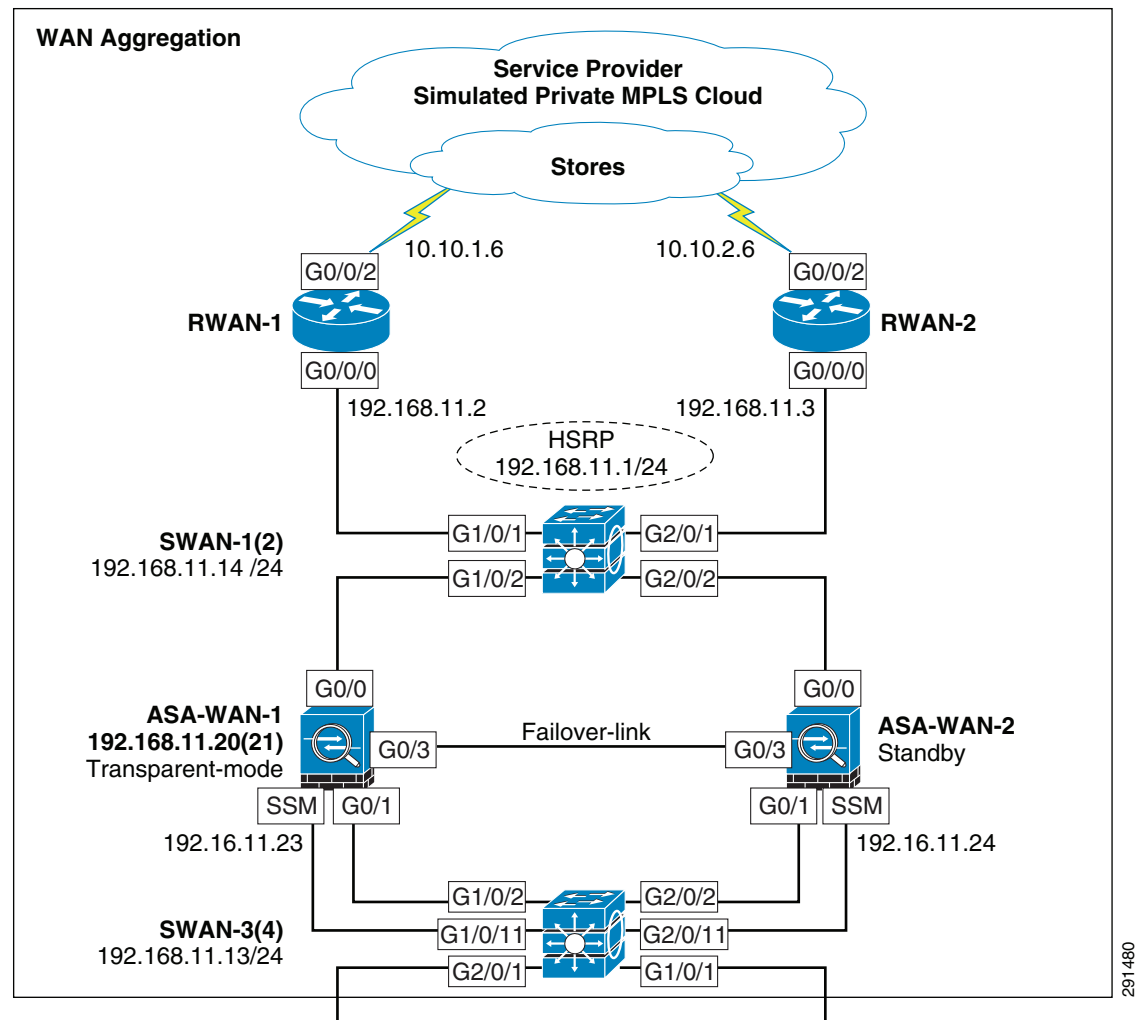 WAN Aggregation
Service Provider
Simulated Private MPLS Cloud
Stores
10.10.1.6
10.10.2.6
G0/0/2
G0/0/2
RWAN-1
RWAN-2
G0/0/0
G0/0/0
192.168.11.2
192.168.11.3
HSRP
192.168.11.1/24
G1/0/1
G2/0/1
SWAN-1(2)
192.168.11.14 /24
G1/0/2
G2/0/2
G0/0
G0/0
ASA-WAN-1
192.168.11.20(21)
Transparent-mode
G0/3
Failover-link
G0/3
ASA-WAN-2
Standby
SSM
G0/1
G0/1
SSM
192.16.11.23
192.16.11.24
G1/0/2
G2/0/2
SWAN-3(4)
192.168.11.13/24
G1/0/11
G2/0/11
G2/0/1
G1/0/1
291480